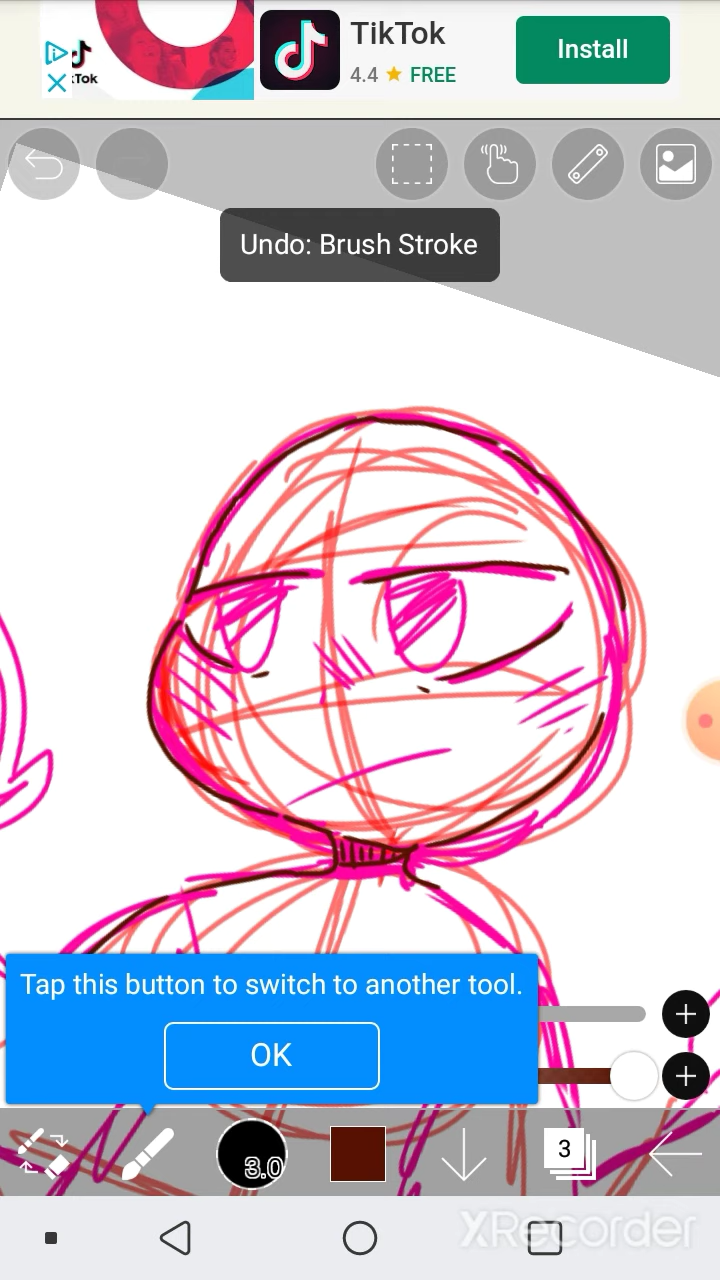 TikTok
4.4 ★ FREE
Install
kTok
Undo: Brush Stroke
Tap this button to switch to another tool.
OK
3.0
3
XRecorder